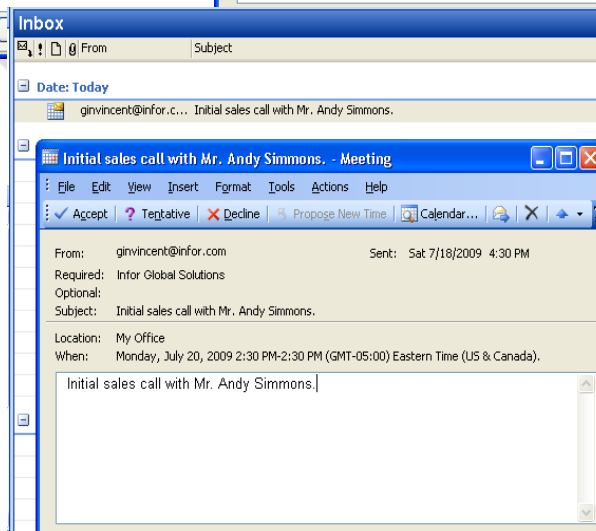 Inbox
From Subject
Date: Today
ginvincent@infor.c... Initial sales call with Mr. Andy Simmons.
Initial sales call with Mr. Andy Simmons. - Meeting
File Edit View Insert Format Tools Actions Help
Accept Tentative Decline Propose New Time Calendar...
From: ginvincent@infor.com Sent: Sat 7/18/2009 4:30 PM
Required: Infor Global Solutions
Optional:
Subject: Initial sales call with Mr. Andy Simmons.
Location: My Office
When: Monday, July 20, 2009 2:30 PM-2:30 PM (GMT-05:00) Eastern Time (US & Canada).
Initial sales call with Mr. Andy Simmons.